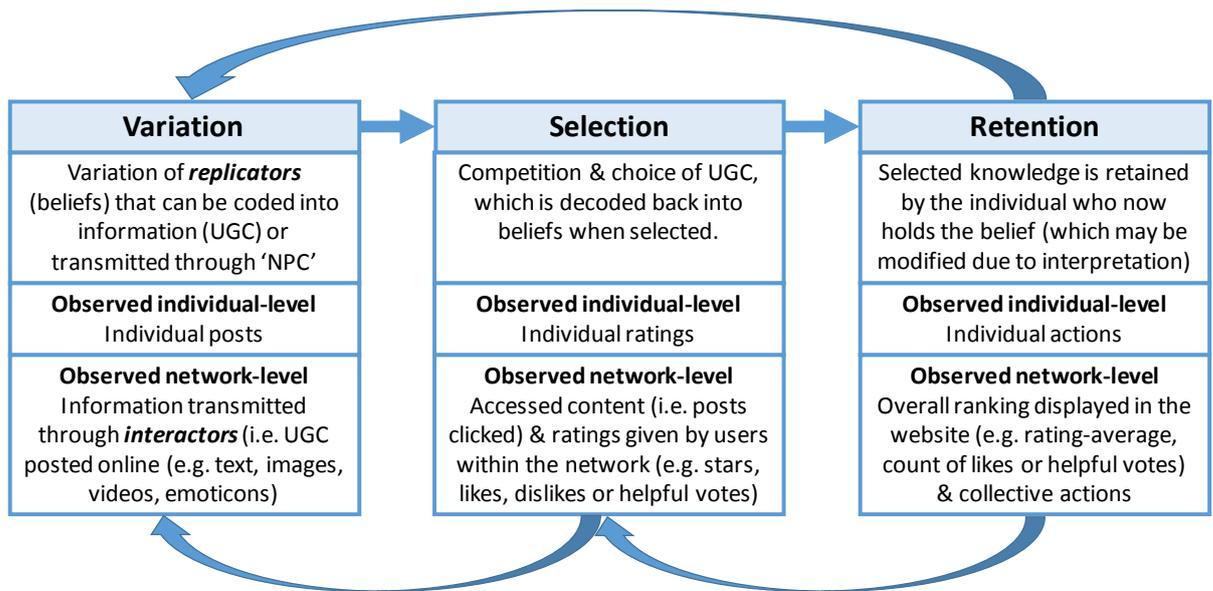 Variation
Variation of replicators
(beliefs) that can be coded into
information (UGC) or
transmitted through ‘NPC’
Observed individual-level
Individual posts
Observed network-level
Information transmitted
through interactors (i.e. UGC
posted online (e.g. text, images,
videos, emoticons)
Selection
Competition & choice of UGC,
which is decoded back into
beliefs when selected.
Observed individual-level
Individual ratings
Observed network-level
Accessed content (i.e. posts
clicked) & ratings given by users
within the network (e.g. stars,
likes, dislikes or helpful votes)
Retention
Selected knowledge is retained
by the individual who now
holds the belief (which may be
modified due to interpretation)
Observed individual-level
Individual actions
Observed network-level
Overall ranking displayed in the
website (e.g. rating-average,
count of likes or helpful votes)
& collective actions